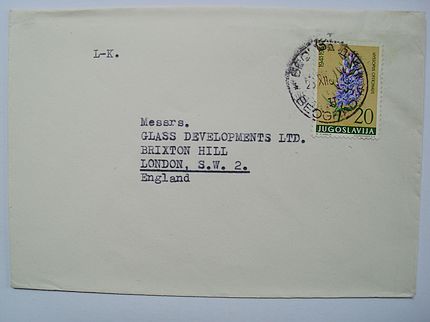 L-K.
Messrs.
GLASS DEVELOPMENTS LTD.
BRIXTON HILL
LONDON, S.W. 2.
England
20
JUGOSLAVIJA